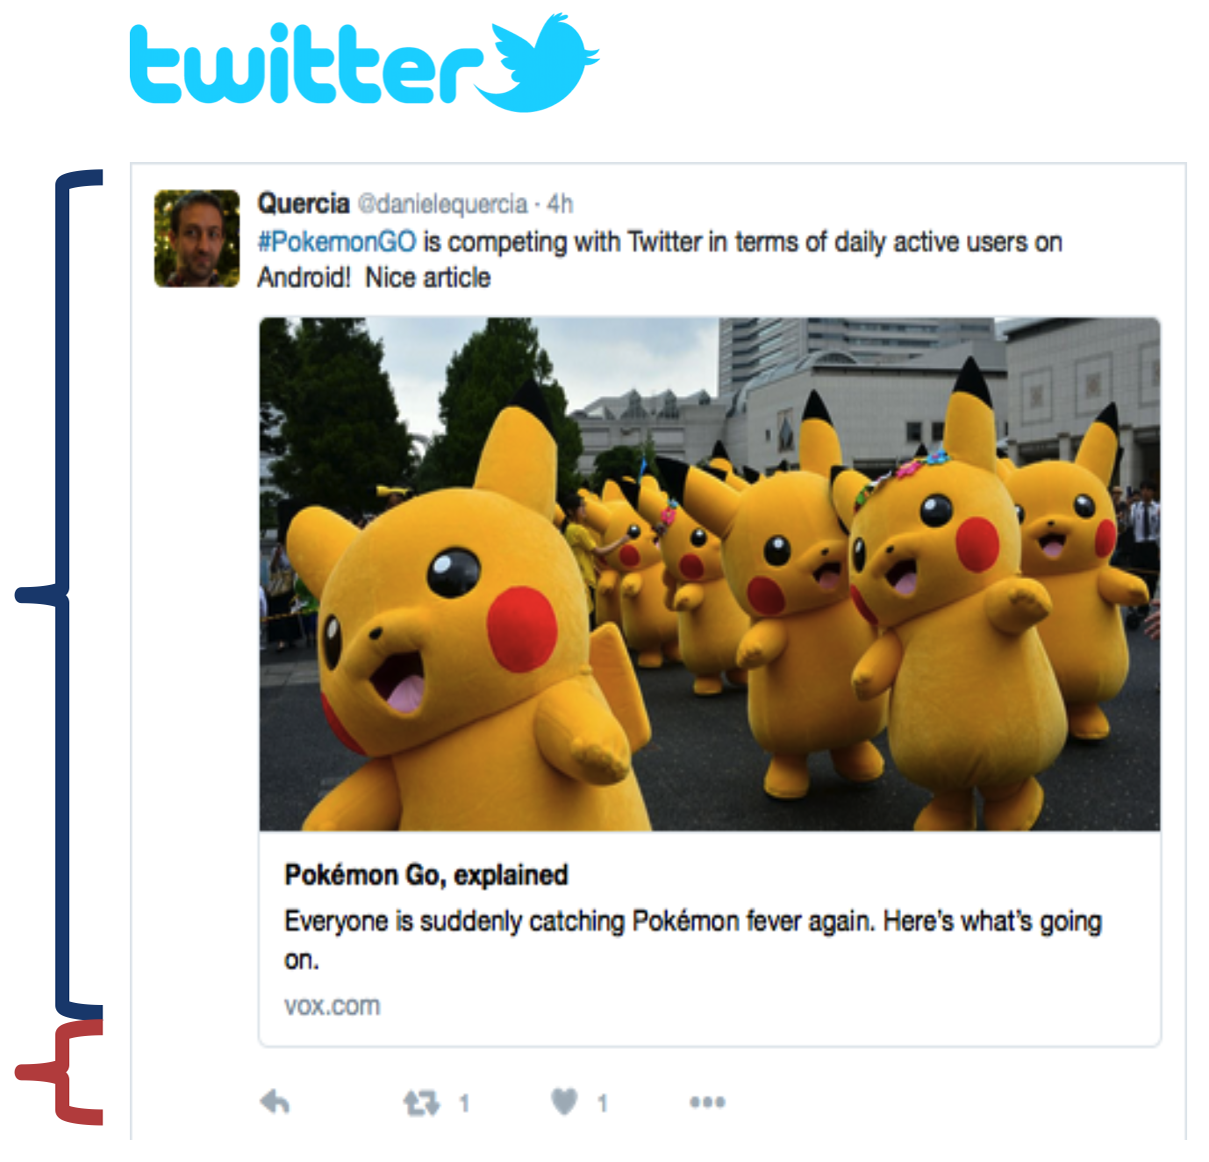 twitter
Quercia @danielequercia · 4h
#PokemonGO is competing with Twitter in terms of daily active users on
Android!  Nice article
Pokémon Go, explained
Everyone is suddenly catching Pokémon fever again. Here's what's going
on.
vox.com
1 1